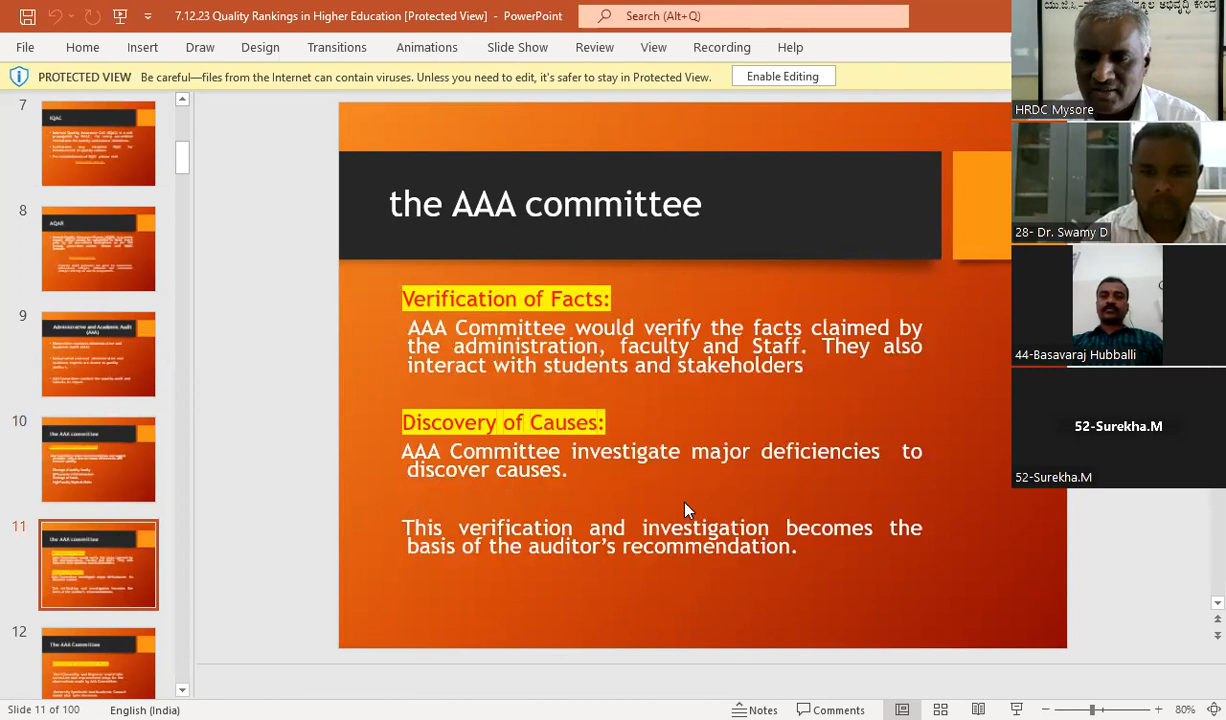 7.12.23 Quality Rankings in Higher Education [Protected View] - PowerPoint
Search (Alt+Q)
File Home Insert Draw Design Transitions Animations Slide Show Review View Recording Help
PROTECTED VIEW Be careful—files from the Internet can contain viruses. Unless you need to edit, it's safer to stay in Protected View. Enable Editing
7
IQAC
8
AQAR
9
Administrative and Academic Audit (AAA)
10
the AAA committee
11
the AAA committee
12
The AAA Committee
the AAA committee
Verification of Facts:
AAA Committee would verify the facts claimed by
the administration, faculty and Staff. They also
interact with students and stakeholders
Discovery of Causes:
AAA Committee investigate major deficiencies to
discover causes.
This verification and investigation becomes the
basis of the auditor's recommendation.
HRDC Mysore
28- Dr. Swamy D
44-Basavaraj Hubballi
52-Surekha.M
52-Surekha.M
Slide 11 of 100 English (India) Notes Comments 80%